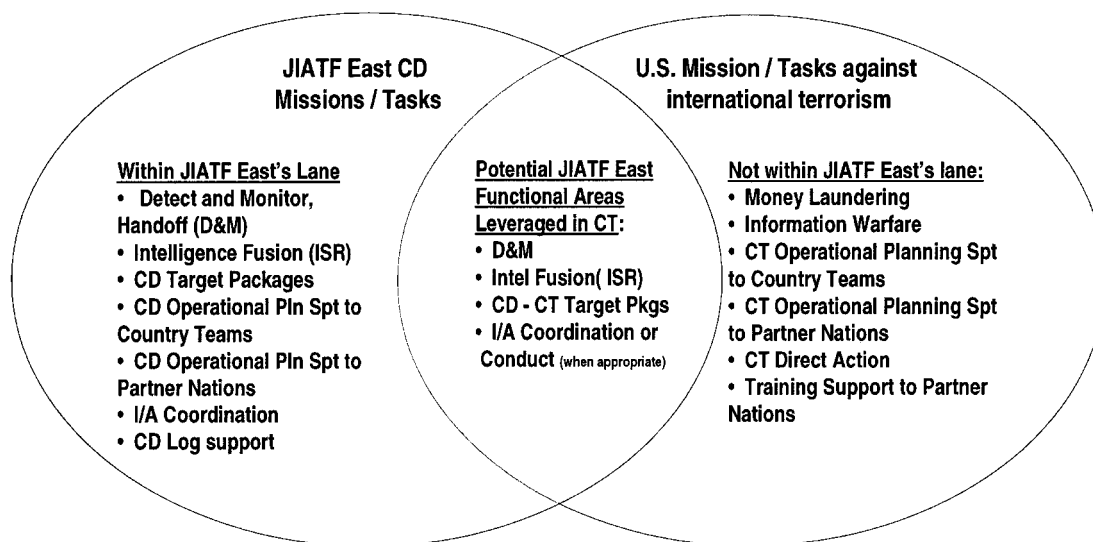 JIATF East CD
Missions / Tasks
U.S. Mission / Tasks against
international terrorism
Within JIATF East's Lane
• Detect and Monitor,
Handoff (D&M)
• Intelligence Fusion (ISR)
• CD Target Packages
• CD Operational Pln Spt to
Country Teams
• CD Operational Pln Spt to
Partner Nations
• I/A Coordination
• CD Log support
Potential JIATF East
Functional Areas
Leveraged in CT:
• D&M
• Intel Fusion( ISR)
• CD - CT Target Pkgs
• I/A Coordination or
Conduct (when appropriate)
Not within JIATF East's lane:
• Money Laundering
• Information Warfare
• CT Operational Planning Spt
to Country Teams
• CT Operational Planning Spt
to Partner Nations
• CT Direct Action
• Training Support to Partner
Nations